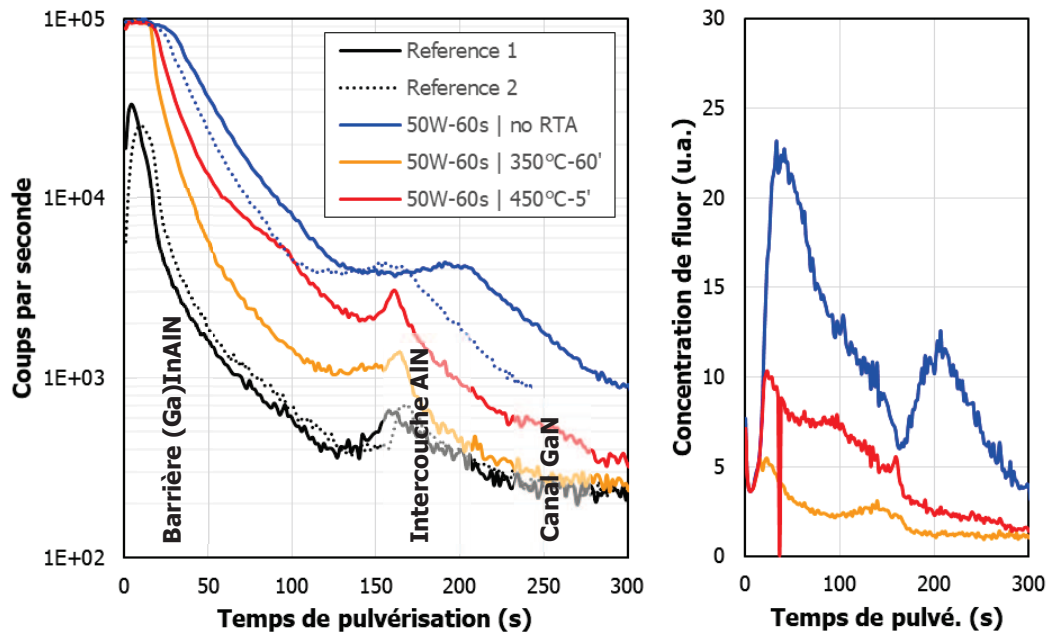 1E+05
1E+04
1E+03
1E+02
Coups par seconde
Reference 1
Reference 2
50W-60s | no RTA
50W-60s | 350°C-60'
50W-60s | 450°C-5'
Barrière (Ga)InAlN
Intercouche AlN
Canal GaN
0 50 100 150 200 250 300
Temps de pulvérisation (s)
30
25
20
15
10
5
0
Concentration de fluor (u.a.)
0 100 200 300
Temps de pulvé. (s)